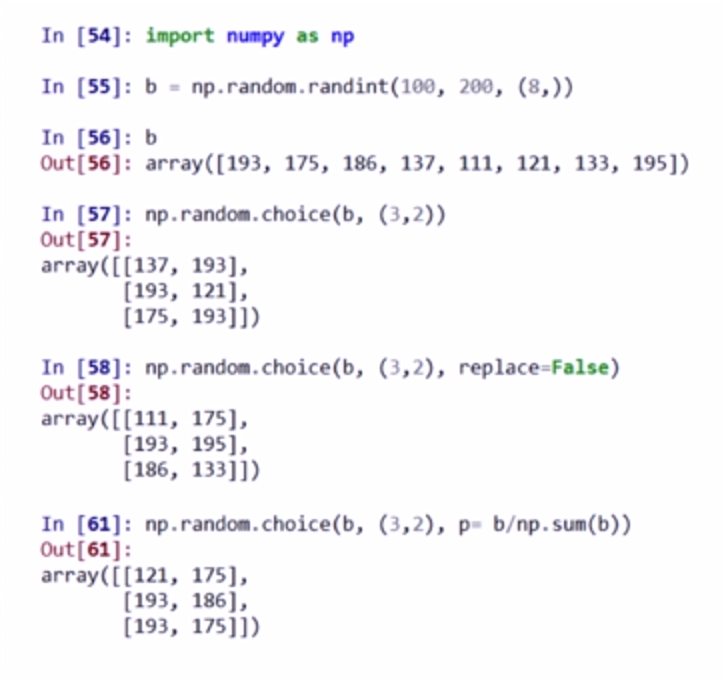 In [54]: import numpy as np
In [55]: b = np.random.randint(100, 200, (8,))
In [56]: b
Out[56]: array([193, 175, 186, 137, 111, 121, 133, 195])
In [57]: np.random.choice(b, (3,2))
Out[57]:
array([[137, 193],
       [193, 121],
       [175, 193]])
In [58]: np.random.choice(b, (3,2), replace=False)
Out[58]:
array([[111, 175],
       [193, 195],
       [186, 133]])
In [61]: np.random.choice(b, (3,2), p= b/np.sum(b))
Out[61]:
array([[121, 175],
       [193, 186],
       [193, 175]])